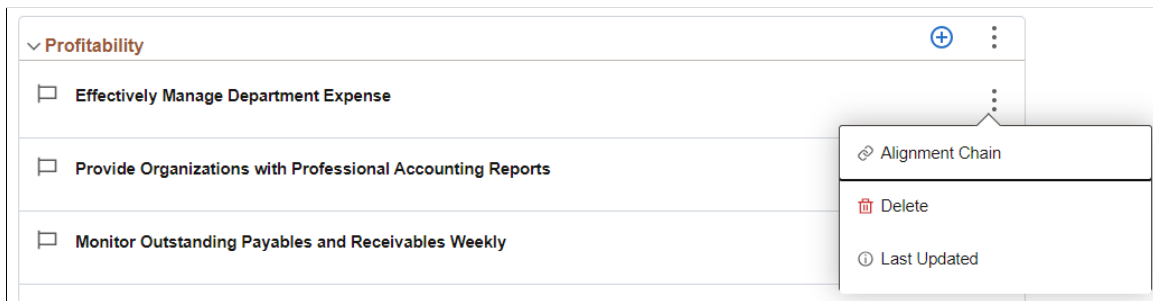 Profitability
Effectively Manage Department Expense
Alignment Chain
Provide Organizations with Professional Accounting Reports
Delete
Monitor Outstanding Payables and Receivables Weekly
Last Updated